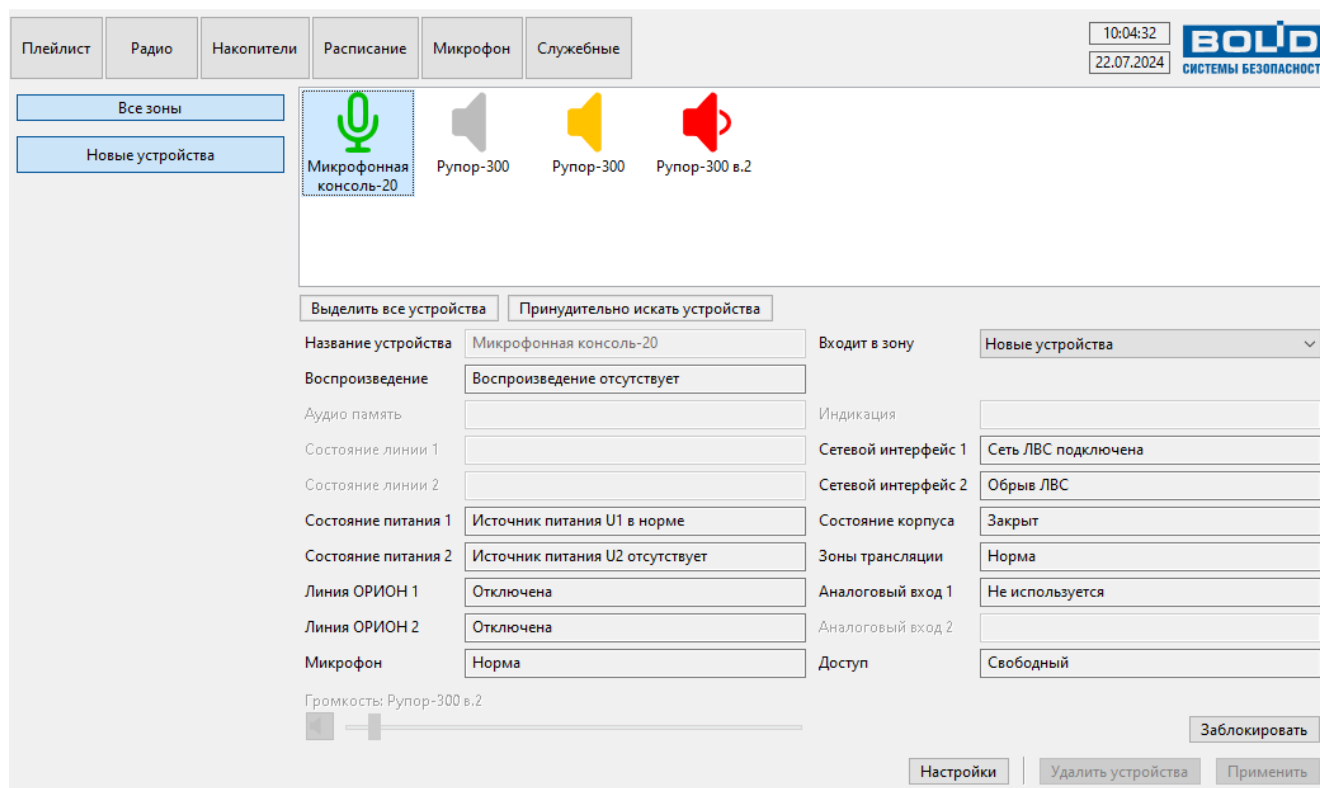 Плейлист
Радио
Накопители
Расписание
Микрофон
Служебные
10:04:32
22.07.2024
BOLID
СИСТЕМЫ БЕЗОПАСНОСТ
Все зоны
Новые устройства
Микрофонная
консоль-20
Рупор-300
Рупор-300
Рупор-300 в.2
Выделить все устройства
Принудительно искать устройства
Название устройства
Микрофонная консоль-20
Входит в зону
Новые устройства
Воспроизведение
Воспроизведение отсутствует
Аудио память
Индикация
Состояние линии 1
Сетевой интерфейс 1
Сеть ЛВС подключена
Состояние линии 2
Сетевой интерфейс 2
Обрыв ЛВС
Состояние питания 1
Источник питания U1 в норме
Состояние корпуса
Закрыт
Состояние питания 2
Источник питания U2 отсутствует
Зоны трансляции
Норма
Линия ОРИОН 1
Отключена
Аналоговый вход 1
Не используется
Линия ОРИОН 2
Отключена
Аналоговый вход 2
Микрофон
Норма
Доступ
Свободный
Громкость: Рупор-300 в.2
Заблокировать
Настройки
Удалить устройства
Применить